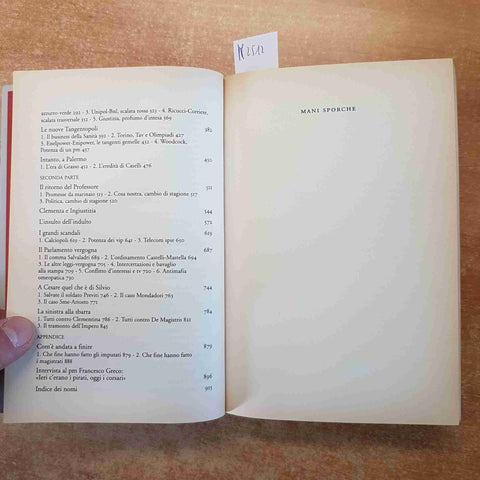 N 2512
azzurro-verde 292 - 3. Unipol-Bnl, scalata rossa 323 - 4. Ricucci-Corriere,
scalata trasversale 352 - 5. Giustizia, profumo d'intesa 369
Le nuove Tangentopoli 382
1. Il business della Sanità 392 - 2. Torino, Tav e Olimpiadi 427
3. Enelpower-Enipower, le tangenti gemelle 432 - 4. Woodcock,
Potenza di un pm 437
Intanto, a Palermo 452
1. L'era di Grasso 452 - 2. L'eredità di Caselli 476
SECONDA PARTE
Il ritorno del Professore 511
1. Promesse da marinaio 513 - 2. Cosa nostra, cambio di stagione 517
3. Politica, cambio di stagione 520
Clemenza e Ingiustizia 544
L'insulto dell'indulto 572
I grandi scandali 625
1. Calciopoli 626 - 2. Potenza dei vip 641 - 3. Telecom spie 650
Il Parlamento vergogna 687
1. Il comma Salvaladri 689 - 2. L'ordinamento Castelli-Mastella 694
3. Le altre leggi-vergogna 705 - 4. Intercettazioni e bavaglio
alla stampa 709 - 5. Conflitto d'interessi e tv 720 - 6. Antimafia
omeopatica 730
A Cesare quel che è di Silvio 744
1. Salvate il soldato Previti 746 - 2. Il caso Mondadori 763
3. Il caso Sme-Ariosto 771
La sinistra alla sbarra 784
1. Tutti contro Clementina 786 - 2. Tutti contro De Magistris 821
3. Il tramonto dell'Impero 845
APPENDICE
Com'è andata a finire 879
1. Che fine hanno fatto gli imputati 879 - 2. Che fine hanno fatto
i magistrati 888
Intervista al pm Francesco Greco:
«Ieri c'erano i pirati, oggi i corsari» 896
Indice dei nomi 905
MANI SPORCHE